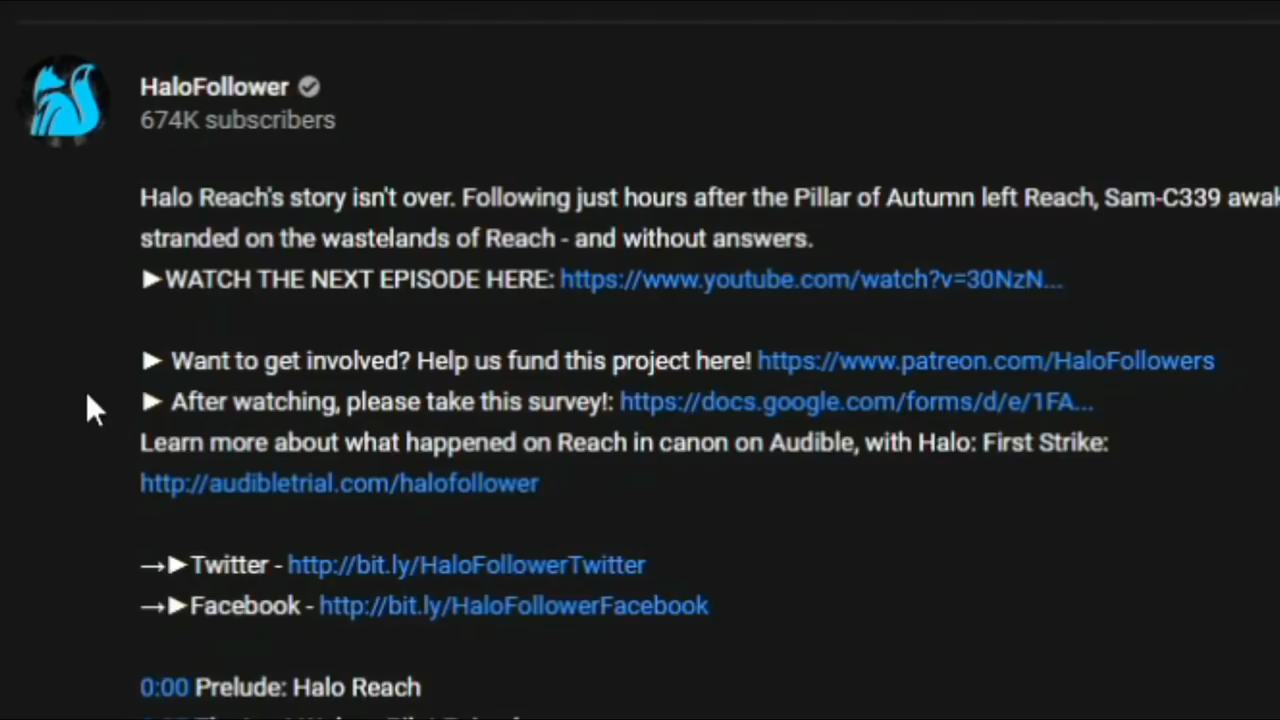 HaloFollower
674K subscribers
Halo Reach's story isn't over. Following just hours after the Pillar of Autumn left Reach, Sam-C339
stranded on the wastelands of Reach - and without answers.
►WATCH THE NEXT EPISODE HERE: https://www.youtube.com/watch?v=30NzN...
► Want to get involved? Help us fund this project here! https://www.patreon.com/HaloFollowers
► After watching, please take this survey!: https://docs.google.com/forms/d/e/1FA...
Learn more about what happened on Reach in canon on Audible, with Halo: First Strike:
http://audibletrial.com/halofollower
→►Twitter - http://bit.ly/HaloFollowerTwitter
→►Facebook - http://bit.ly/HaloFollowerFacebook
0:00 Prelude: Halo Reach